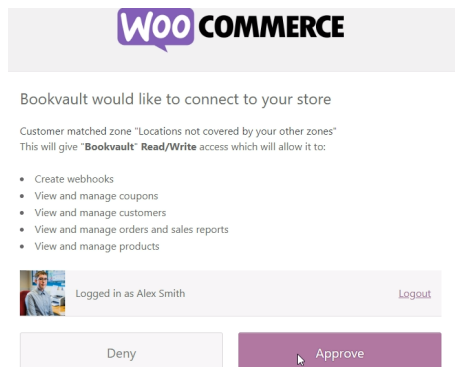 WOO COMMERCE
Bookvault would like to connect to your store
Customer matched zone "Locations not covered by your other zones"
This will give "Bookvault" Read/Write access which will allow it to:
• Create webhooks
• View and manage coupons
• View and manage customers
• View and manage orders and sales reports
• View and manage products
Logged in as Alex Smith Logout
Deny Approve